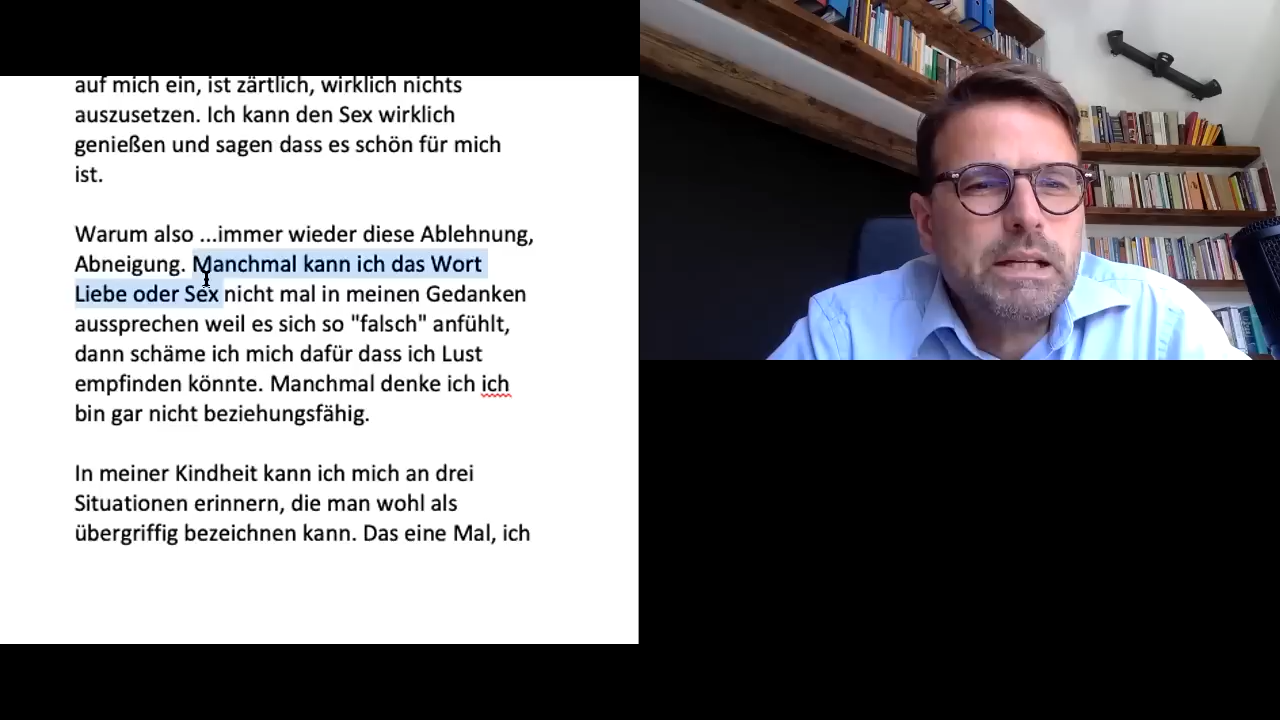 auf mich ein, ist zärtlich, wirklich nichts
auszusetzen. Ich kann den Sex wirklich
genießen und sagen dass es schön für mich
ist.
Warum also ...immer wieder diese Ablehnung,
Abneigung. Manchmal kann ich das Wort
Liebe oder Sex nicht mal in meinen Gedanken
aussprechen weil es sich so "falsch" anfühlt,
dann schäme ich mich dafür dass ich Lust
empfinden könnte. Manchmal denke ich ich
bin gar nicht beziehungsfähig.
In meiner Kindheit kann ich mich an drei
Situationen erinnern, die man wohl als
übergriffig bezeichnen kann. Das eine Mal, ich